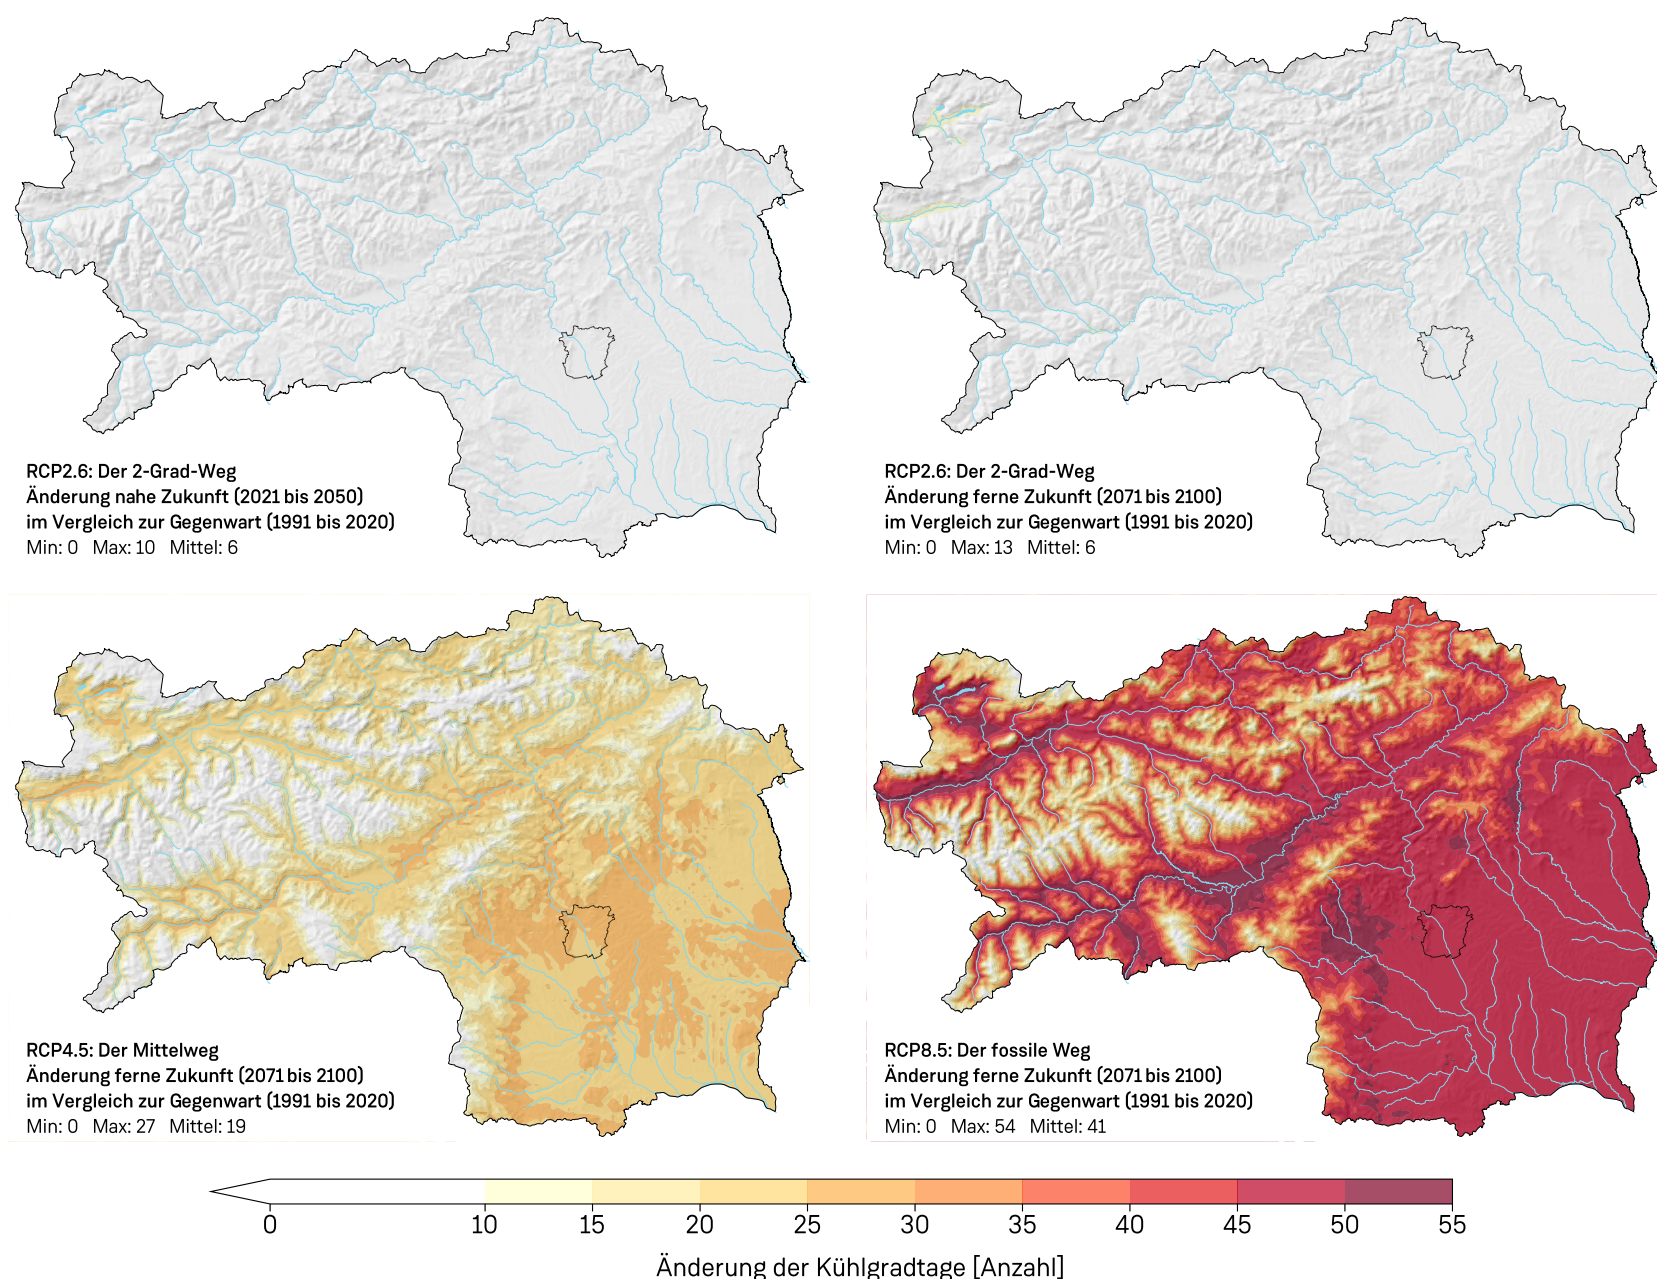 RCP2.6: Der 2-Grad-Weg
Änderung nahe Zukunft (2021 bis 2050)
im Vergleich zur Gegenwart (1991 bis 2020)
Min: 0 Max: 10 Mittel: 6
RCP2.6: Der 2-Grad-Weg
Änderung ferne Zukunft (2071 bis 2100)
im Vergleich zur Gegenwart (1991 bis 2020)
Min: 0 Max: 13 Mittel: 6
RCP4.5: Der Mittelweg
Änderung ferne Zukunft (2071 bis 2100)
im Vergleich zur Gegenwart (1991 bis 2020)
Min: 0 Max: 27 Mittel: 19
RCP8.5: Der fossile Weg
Änderung ferne Zukunft (2071 bis 2100)
im Vergleich zur Gegenwart (1991 bis 2020)
Min: 0 Max: 54 Mittel: 41
0 10 15 20 25 30 35 40 45 50 55
Änderung der Kühlgradtage [Anzahl]